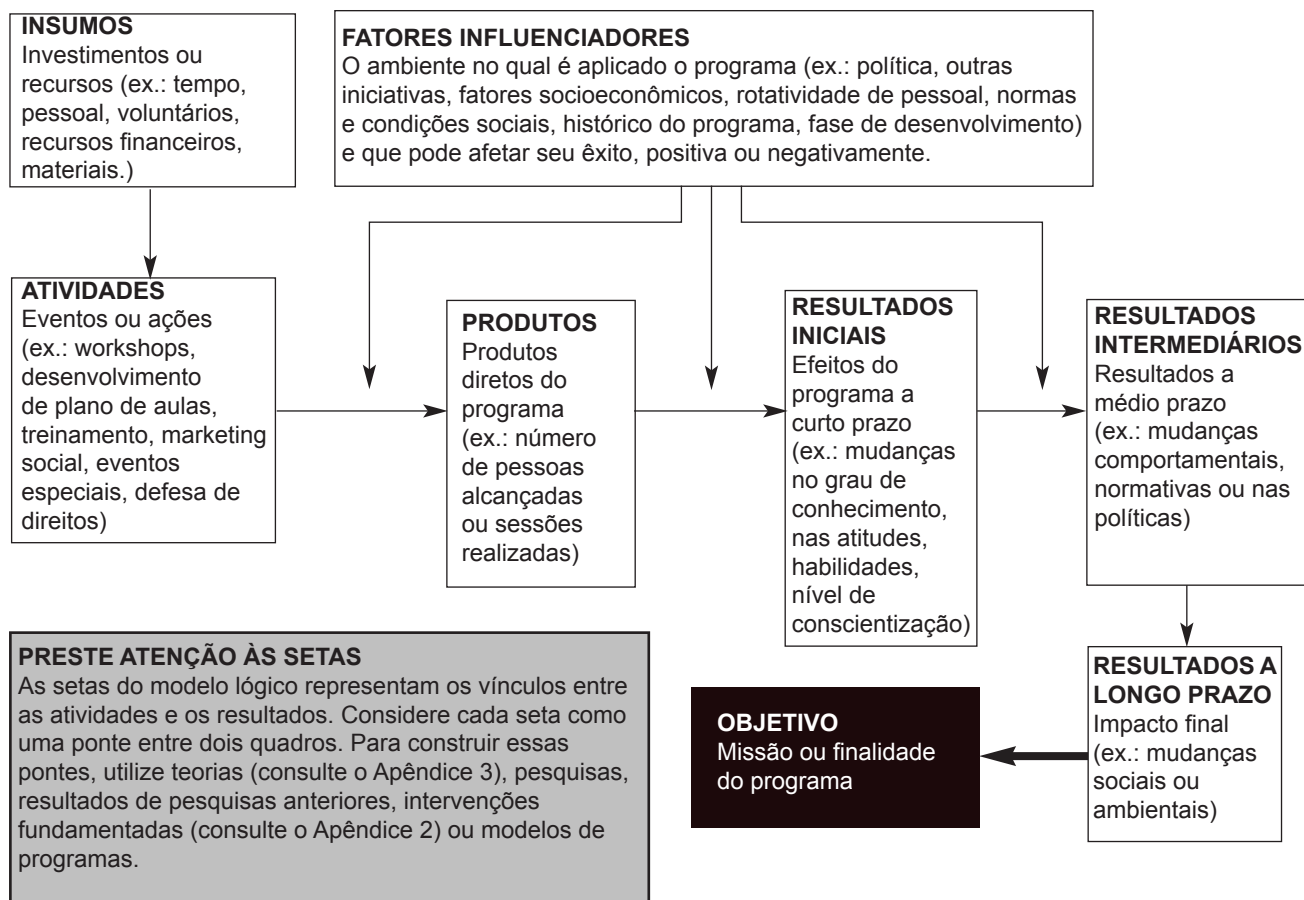 INSUMOS
Investimentos ou
recursos (ex.: tempo,
pessoal, voluntários,
recursos financeiros,
materiais.)
FATORES INFLUENCIADORES
O ambiente no qual é aplicado o programa (ex.: política, outras
iniciativas, fatores socioeconômicos, rotatividade de pessoal, normas
e condições sociais, histórico do programa, fase de desenvolvimento)
e que pode afetar seu êxito, positiva ou negativamente.
ATIVIDADES
Eventos ou ações
(ex.: workshops,
desenvolvimento
de plano de aulas,
treinamento, marketing
social, eventos
especiais, defesa de
direitos)
PRODUTOS
Produtos
diretos do
programa
(ex.: número
de pessoas
alcançadas
ou sessões
realizadas)
RESULTADOS
INICIAIS
Efeitos do
programa a
curto prazo
(ex.: mudanças
no grau de
conhecimento,
nas atitudes,
habilidades,
nível de
conscientização)
RESULTADOS
INTERMEDIÁRIOS
Resultados a
médio prazo
(ex.: mudanças
comportamentais,
normativas ou nas
políticas)
RESULTADOS A
LONGO PRAZO
Impacto final
(ex.: mudanças
sociais ou
ambientais)
OBJETIVO
Missão ou finalidade
do programa
PRESTE ATENÇÃO ÀS SETAS
As setas do modelo lógico representam os vínculos entre
as atividades e os resultados. Considere cada seta como
uma ponte entre dois quadros. Para construir essas
pontes, utilize teorias (consulte o Apêndice 3), pesquisas,
resultados de pesquisas anteriores, intervenções
fundamentadas (consulte o Apêndice 2) ou modelos de
programas.